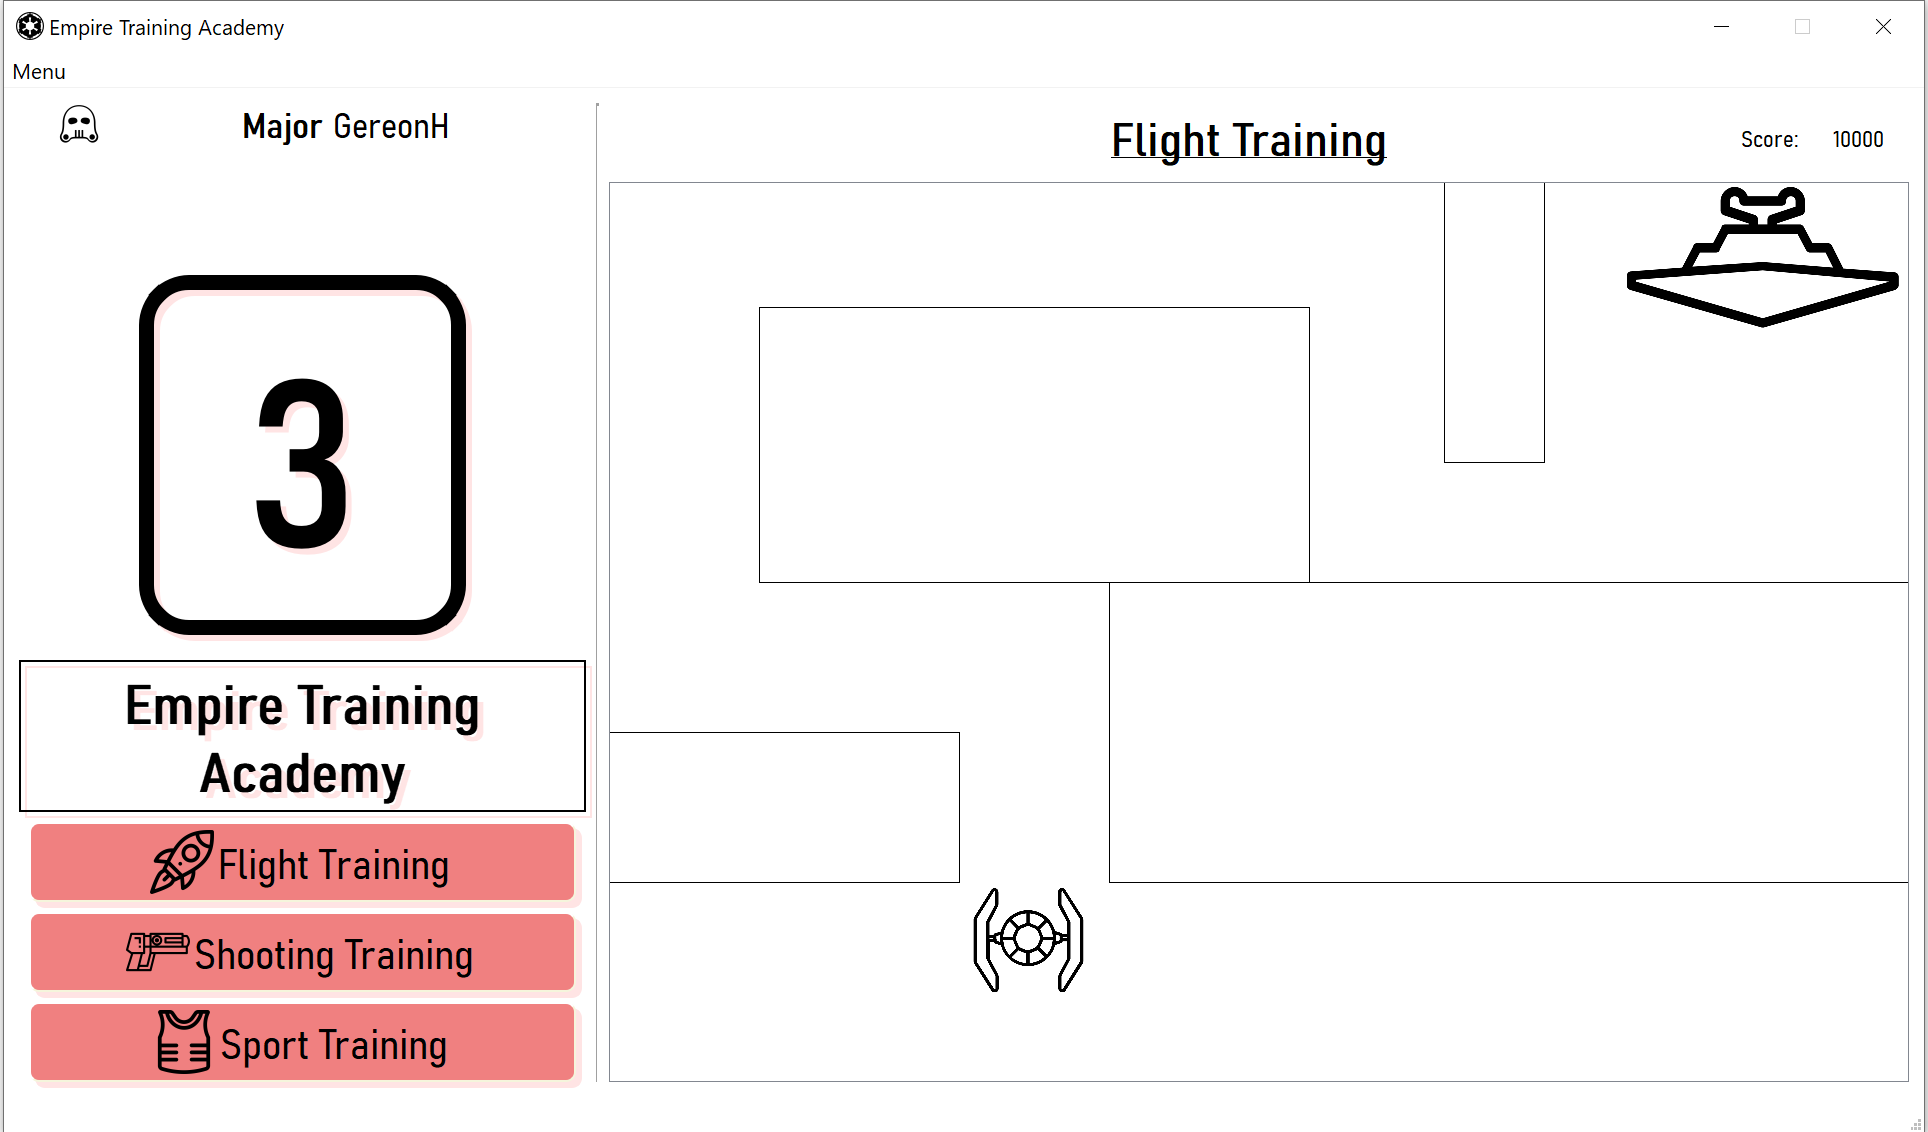 Empire Training Academy
Menu
Major GereonH
Flight Training
Score: 10000
3
Empire Training
Academy
Flight Training
Shooting Training
Sport Training